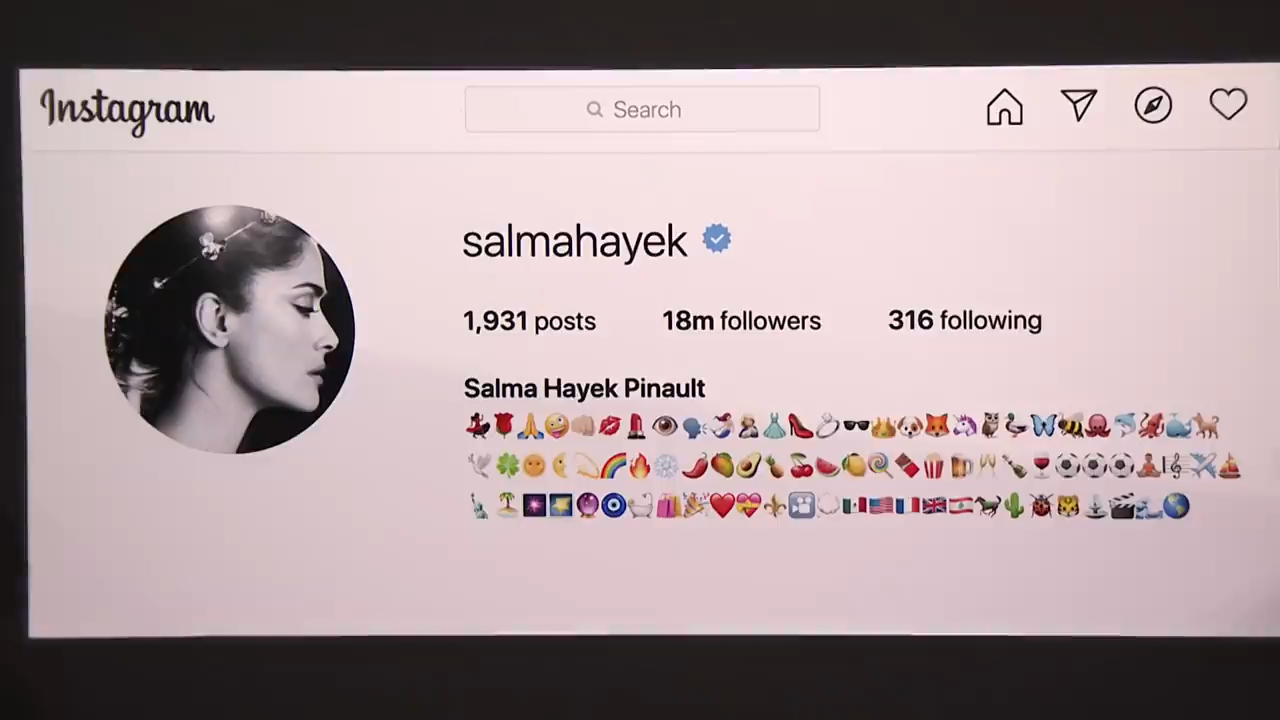 Instagram
Search
salmahayek
1,931 posts 18m followers 316 following
Salma Hayek Pinault